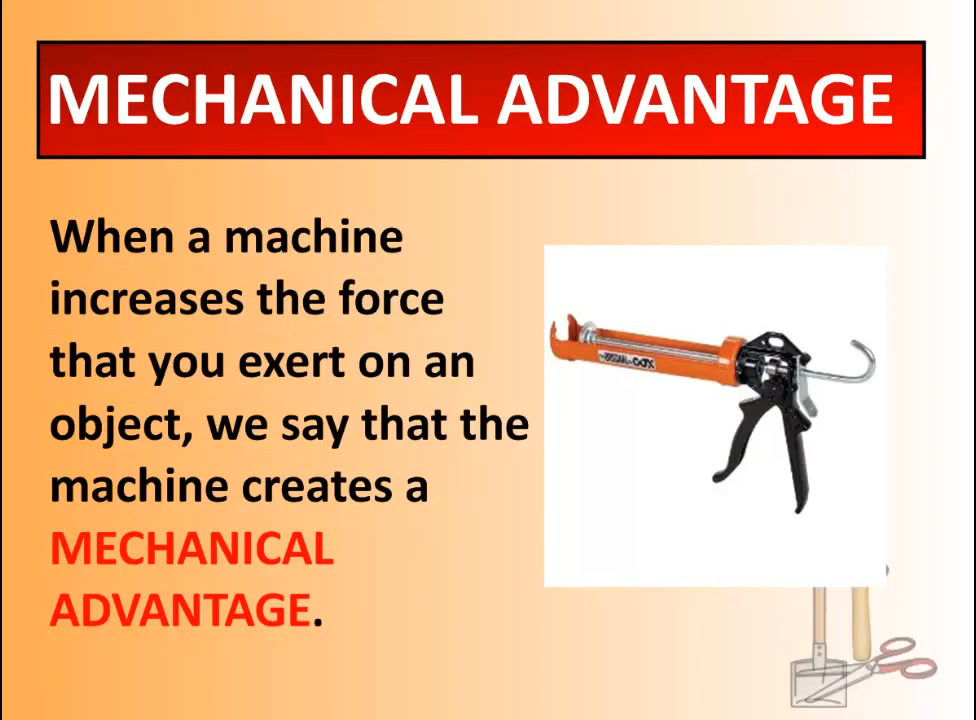 MECHANICAL ADVANTAGE
When a machine
increases the force
that you exert on an
object, we say that the
machine creates a
MECHANICAL
ADVANTAGE.
COX